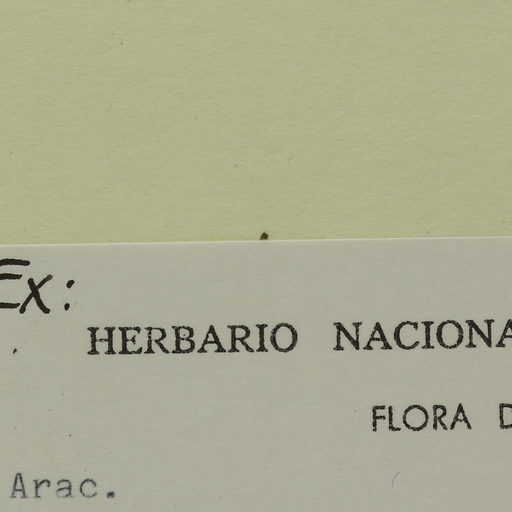 Ex:
HERBARIO NACIONA
FLORA D
Arac.